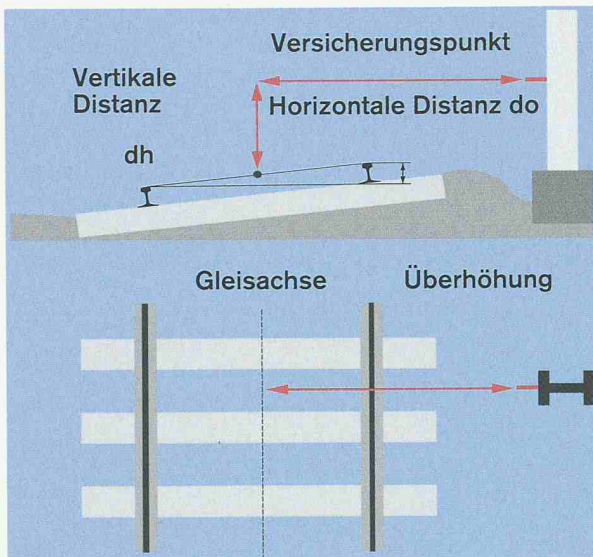 Versicherungspunkt
Vertikale
Distanz
Horizontale Distanz do
dh
Gleisachse
Überhöhung